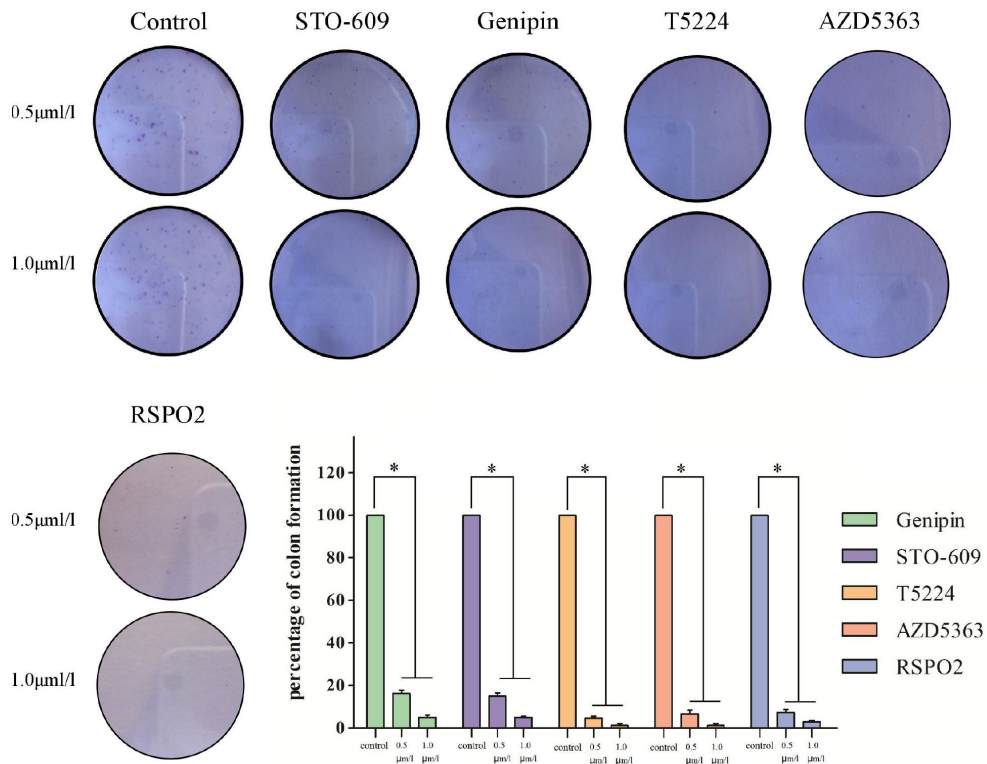 Control STO-609 Genipin T5224 AZD5363
0.5μml/l
1.0μml/l
RSPO2
0.5μml/l
1.0μml/l
percentage of colon formation
120
100
80
60
40
20
0
* * * * *
control 0.5 μm/l 1.0 μm/l control 0.5 μm/l 1.0 μm/l control 0.5 μm/l 1.0 μm/l control 0.5 μm/l 1.0 μm/l control 0.5 μm/l 1.0 μm/l
Genipin
STO-609
T5224
AZD5363
RSPO2